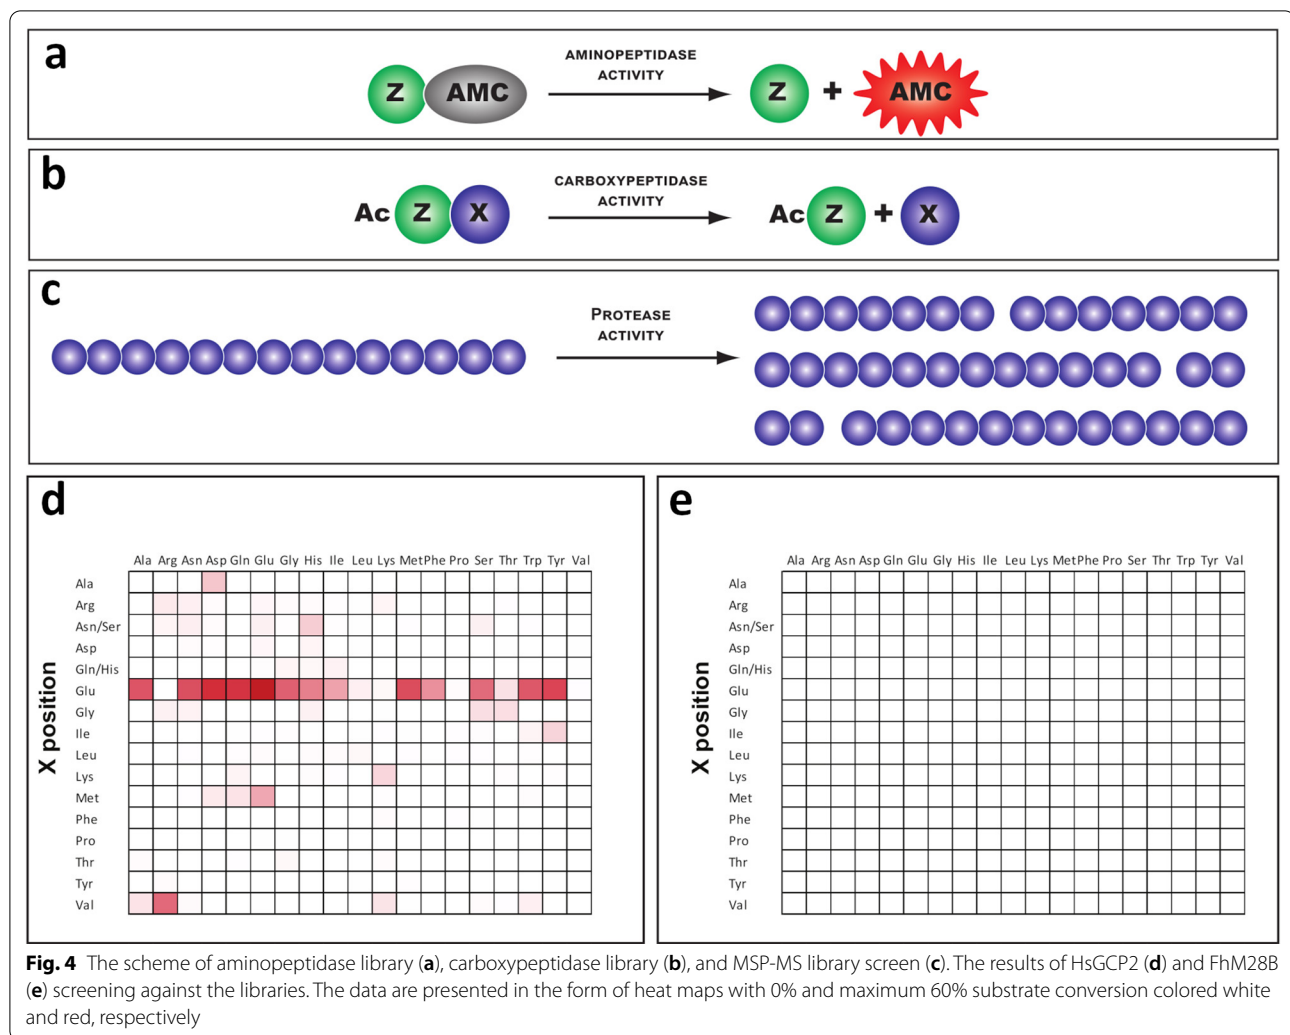 a
AMINOPEPTIDASE
ACTIVITY
Z AMC Z + AMC
b
CARBOXYPEPTIDASE
ACTIVITY
Ac Z X Ac Z + X
c
PROTEASE
ACTIVITY
d
Ala Arg Asn Asp Gln Glu Gly His Ile Leu Lys Met Phe Pro Ser Thr Trp Tyr Val
X position
Ala
Arg
Asn/Ser
Asp
Gln/His
Glu
Gly
Ile
Leu
Lys
Met
Phe
Pro
Thr
Tyr
Val
e
Ala Arg Asn Asp Gln Glu Gly His Ile Leu Lys Met Phe Pro Ser Thr Trp Tyr Val
X position
Ala
Arg
Asn/Ser
Asp
Gln/His
Glu
Gly
Ile
Leu
Lys
Met
Phe
Pro
Thr
Tyr
Val
Fig. 4 The scheme of aminopeptidase library (a), carboxypeptidase library (b), and MSP-MS library screen (c). The results of HsGCP2 (d) and FhM28B
(e) screening against the libraries. The data are presented in the form of heat maps with 0% and maximum 60% substrate conversion colored white
and red, respectively